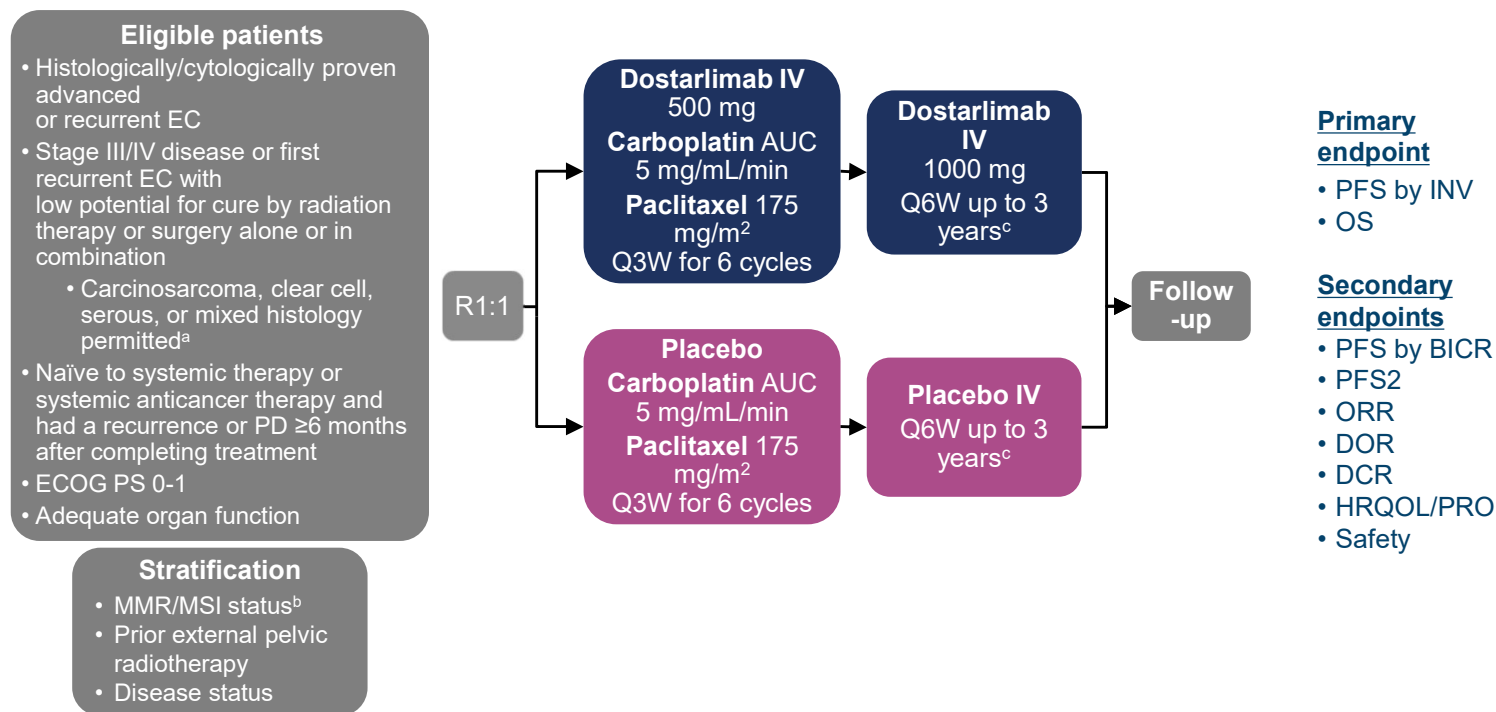 Eligible patients
• Histologically/cytologically proven
advanced
or recurrent EC
• Stage III/IV disease or first
recurrent EC with
low potential for cure by radiation
therapy or surgery alone or in
combination
• Carcinosarcoma, clear cell,
serous, or mixed histology
permittedᵃ
• Naïve to systemic therapy or
systemic anticancer therapy and
had a recurrence or PD ≥6 months
after completing treatment
• ECOG PS 0-1
• Adequate organ function
Stratification
• MMR/MSI statusᵇ
• Prior external pelvic
radiotherapy
• Disease status
R1:1
Dostarlimab IV
500 mg
Carboplatin AUC
5 mg/mL/min
Paclitaxel 175
mg/m²
Q3W for 6 cycles
Dostarlimab
IV
1000 mg
Q6W up to 3
yearsᶜ
Placebo
Carboplatin AUC
5 mg/mL/min
Paclitaxel 175
mg/m²
Q3W for 6 cycles
Placebo IV
Q6W up to 3
yearsᶜ
Follow
-up
Primary
endpoint
• PFS by INV
• OS
Secondary
endpoints
• PFS by BICR
• PFS2
• ORR
• DOR
• DCR
• HRQOL/PRO
• Safety